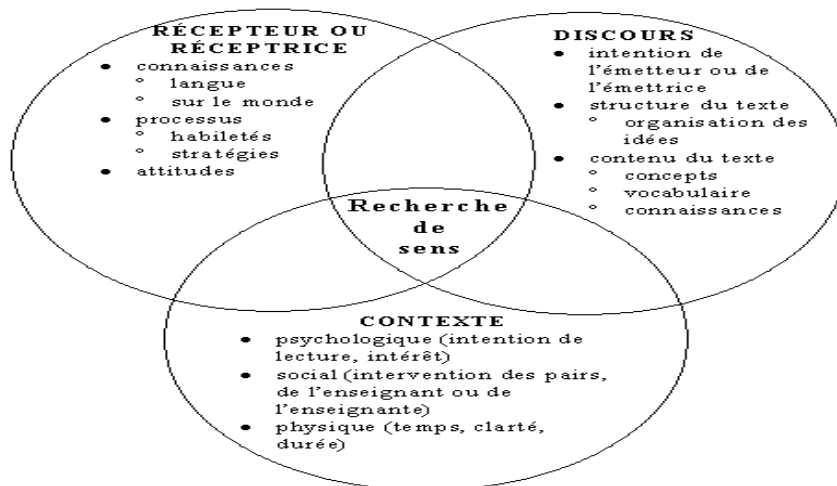 RÉCEPTEUR OU
RÉCEPTRICE
● connaissances
° langue
° sur le monde
● processus
° habiletés
° stratégies
● attitudes
DISCOURS
● intention de
l'émetteur ou de
l'émettrice
● structure du texte
° organisation des
idées
● contenu du texte
° concepts
° vocabulaire
° connaissances
Recherche
de
sens
CONTEXTE
● psychologique (intention de
lecture, intérêt)
● social (intervention des pairs,
de l'enseignant ou de
l'enseignante)
● physique (temps, clarté,
durée)